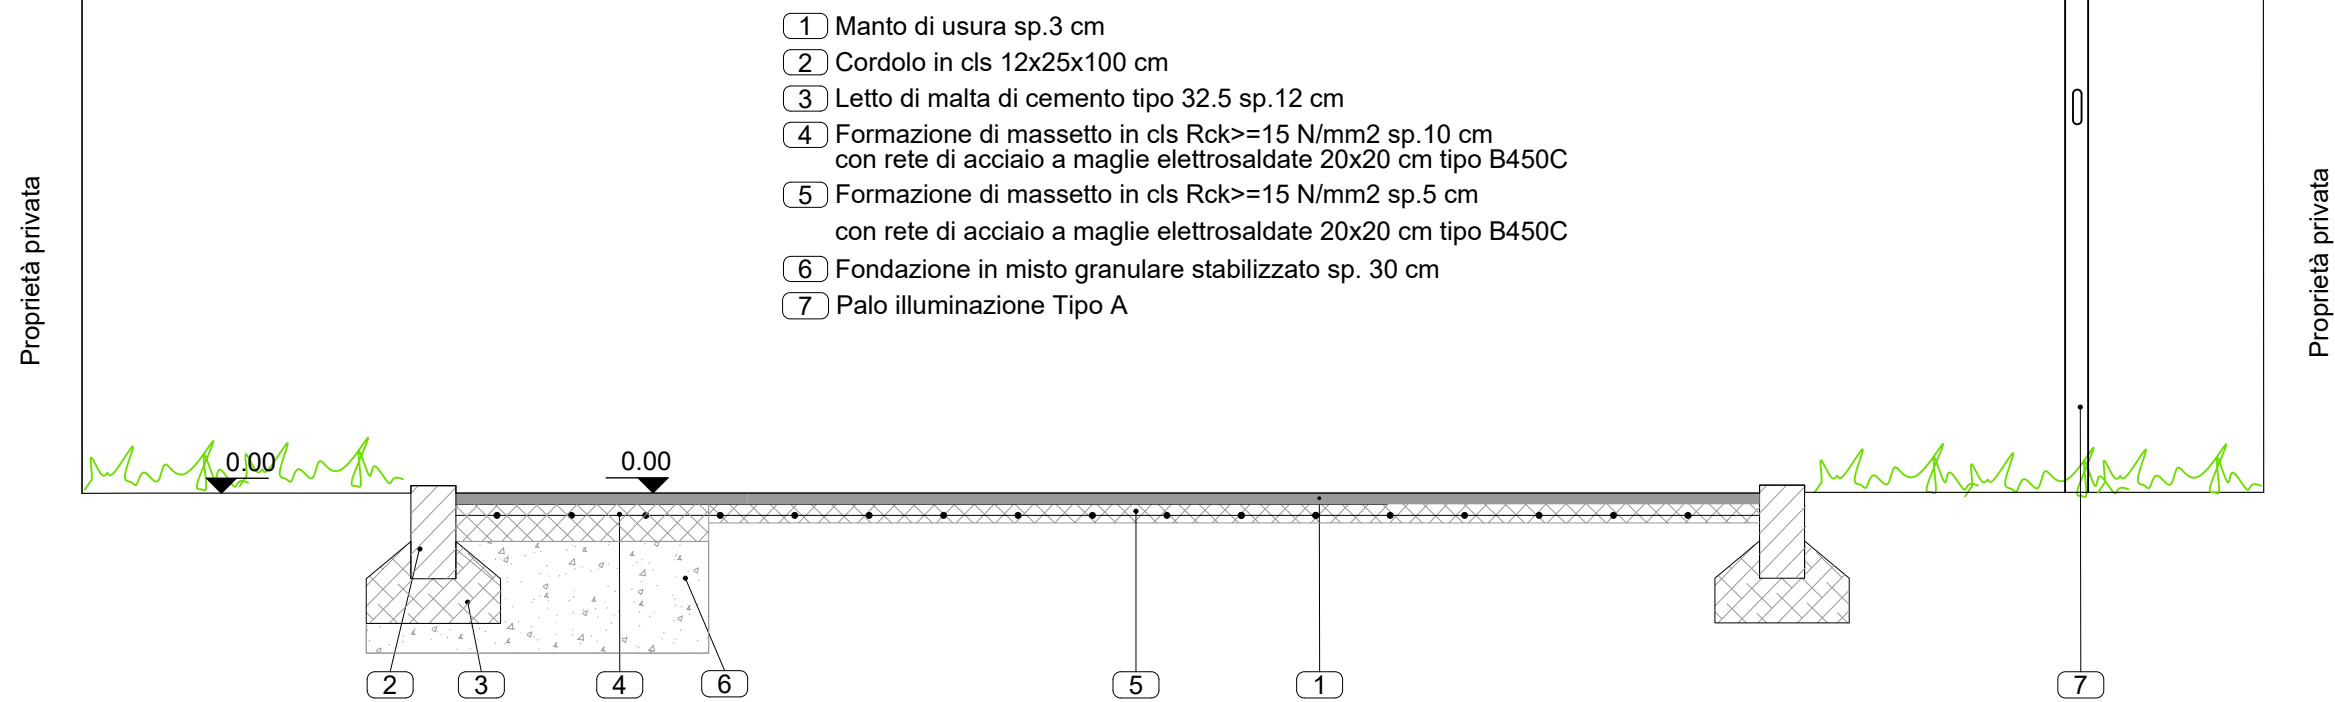 1 Manto di usura sp.3 cm
2 Cordolo in cls 12x25x100 cm
3 Letto di malta di cemento tipo 32.5 sp.12 cm
4 Formazione di massetto in cls Rck>=15 N/mm2 sp.10 cm
con rete di acciaio a maglie elettrosaldate 20x20 cm tipo B450C
5 Formazione di massetto in cls Rck>=15 N/mm2 sp.5 cm
con rete di acciaio a maglie elettrosaldate 20x20 cm tipo B450C
6 Fondazione in misto granulare stabilizzato sp. 30 cm
7 Palo illuminazione Tipo A
Proprietà privata
Proprietà privata
0.00
0.00
2
3
4
6
5
1
7